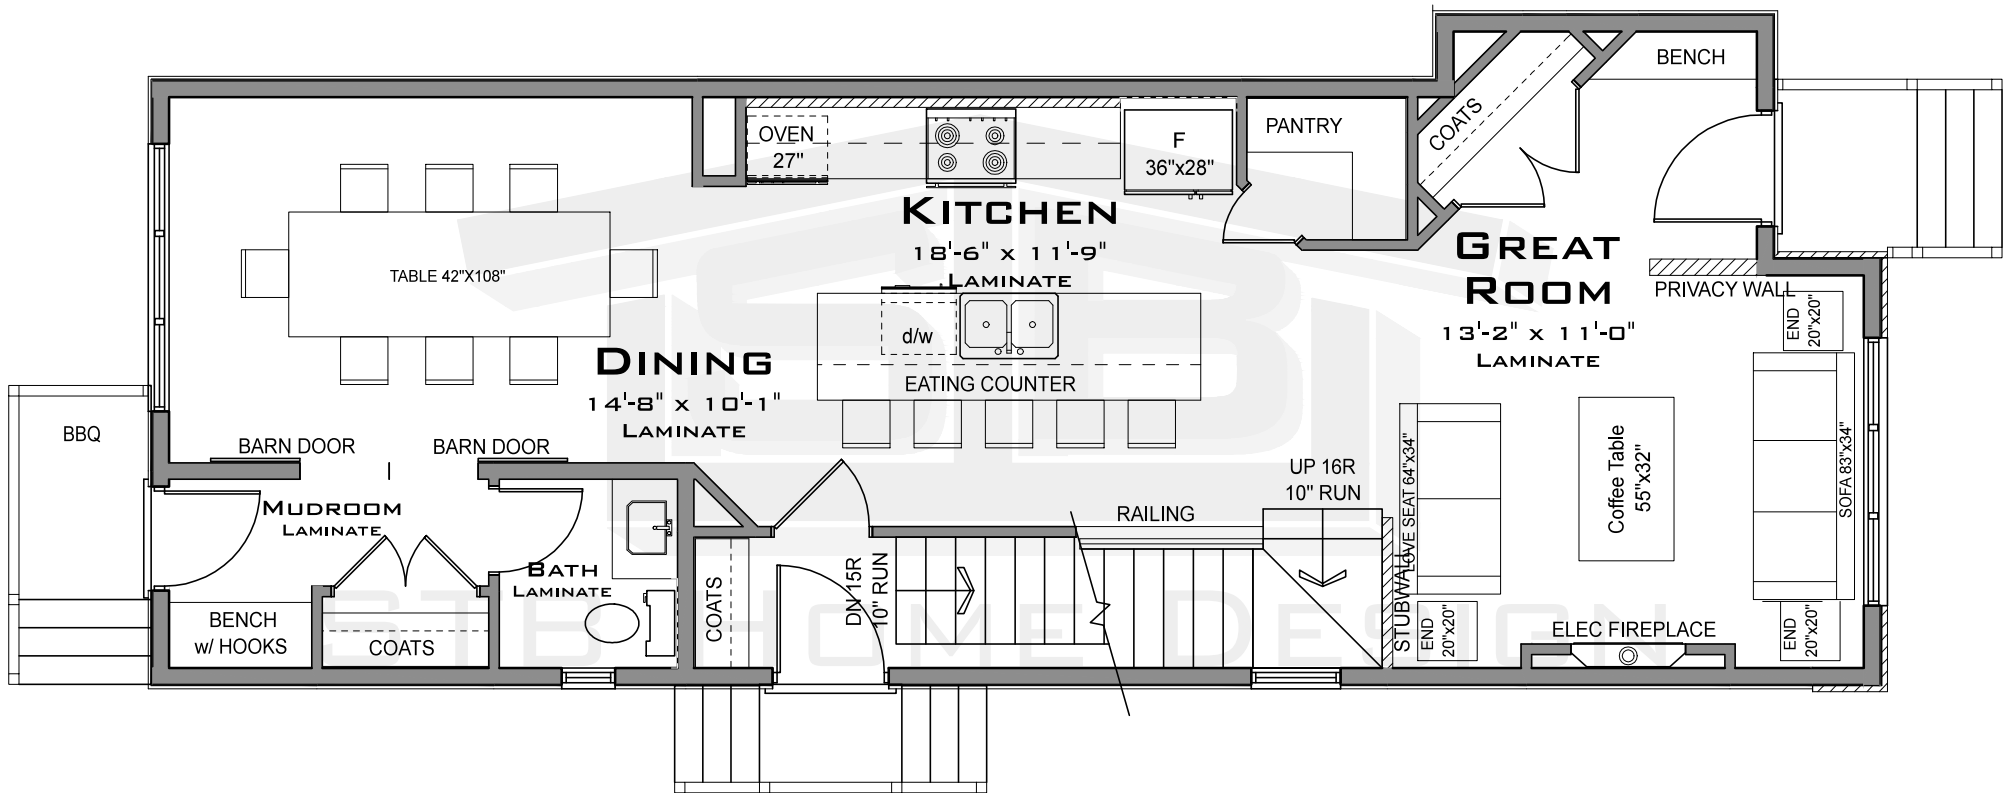 BENCH
COATS
OVEN
27"
F
36"x28"
PANTRY
KITCHEN
18'-6" x 11'-9"
LAMINATE
GREAT
ROOM
13'-2" x 11'-0"
LAMINATE
PRIVACY WALL
END
20"x20"
TABLE 42"X108"
d/w
EATING COUNTER
DINING
14'-8" x 10'-1"
LAMINATE
BBQ
BARN DOOR
BARN DOOR
MUDROOM
LAMINATE
BENCH
w/ HOOKS
COATS
BATH
LAMINATE
COATS
DN 15R
10" RUN
RAILING
UP 16R
10" RUN
STUBWALL
LOVE SEAT 64"x34"
Coffee Table
55"x32"
SOFA 83"x34"
END
20"x20"
ELEC FIREPLACE
END
20"x20"
STB HOME DESIGN